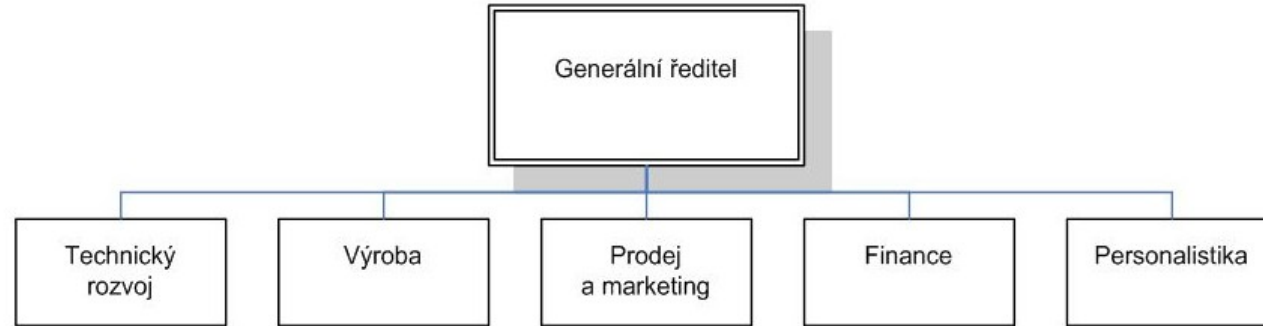 Generální ředitel
Technický
rozvoj
Výroba
Prodej
a marketing
Finance
Personalistika